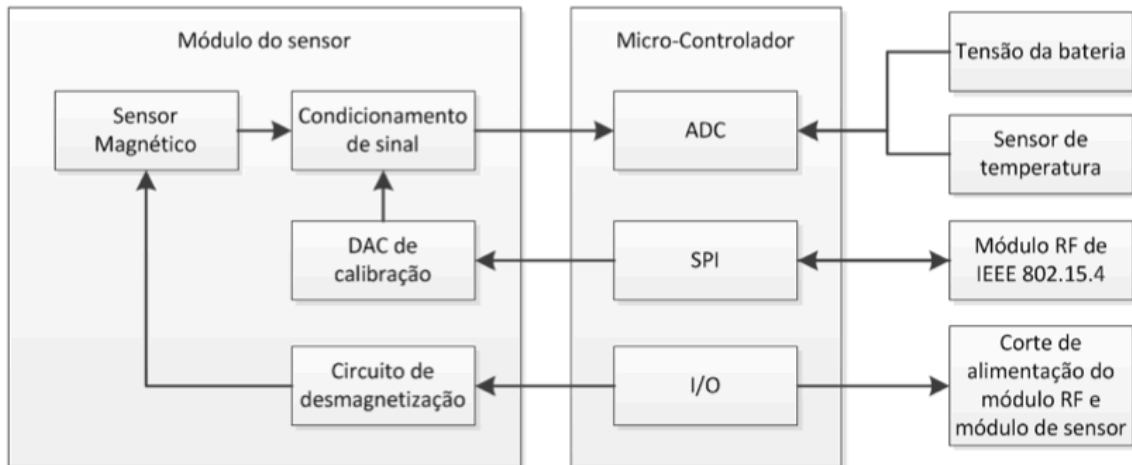 Módulo do sensor
Sensor
Magnético
Condicionamento
de sinal
DAC de
calibração
Circuito de
desmagnetização
Micro-Controlador
ADC
SPI
I/O
Tensão da bateria
Sensor de
temperatura
Módulo RF de
IEEE 802.15.4
Corte de
alimentação do
módulo RF e
módulo de sensor